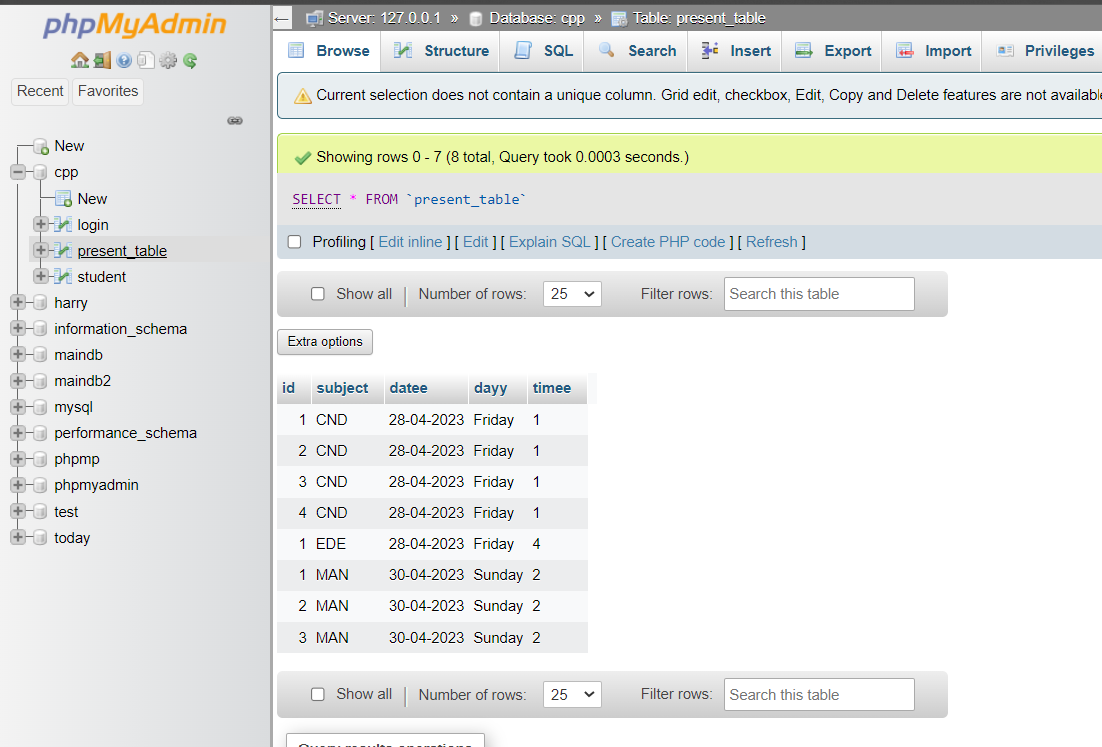 phpMyAdmin
Recent Favorites
New
cpp
New
login
present_table
student
harry
information_schema
maindb
maindb2
mysql
performance_schema
phpmp
phpmyadmin
test
today
← Server: 127.0.0.1 » Database: cpp » Table: present_table
Browse Structure SQL Search Insert Export Import Privileges
Current selection does not contain a unique column. Grid edit, checkbox, Edit, Copy and Delete features are not available
Showing rows 0 - 7 (8 total, Query took 0.0003 seconds.)
SELECT * FROM `present_table`
Profiling [ Edit inline ] [ Edit ] [ Explain SQL ] [ Create PHP code ] [ Refresh ]
Show all | Number of rows: 25 Filter rows: Search this table
Extra options
id subject datee dayy timee
1 CND 28-04-2023 Friday 1
2 CND 28-04-2023 Friday 1
3 CND 28-04-2023 Friday 1
4 CND 28-04-2023 Friday 1
1 EDE 28-04-2023 Friday 4
1 MAN 30-04-2023 Sunday 2
2 MAN 30-04-2023 Sunday 2
3 MAN 30-04-2023 Sunday 2
Show all | Number of rows: 25 Filter rows: Search this table
Query results operations